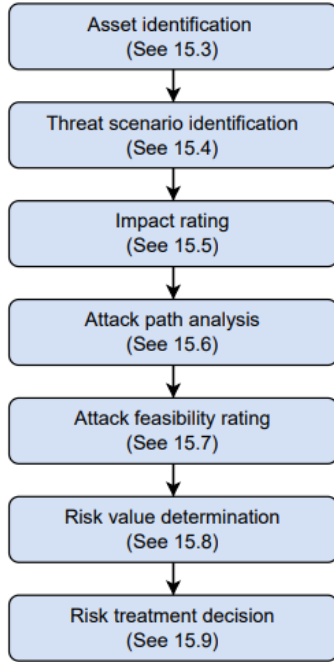 Asset identification
(See 15.3)
Threat scenario identification
(See 15.4)
Impact rating
(See 15.5)
Attack path analysis
(See 15.6)
Attack feasibility rating
(See 15.7)
Risk value determination
(See 15.8)
Risk treatment decision
(See 15.9)